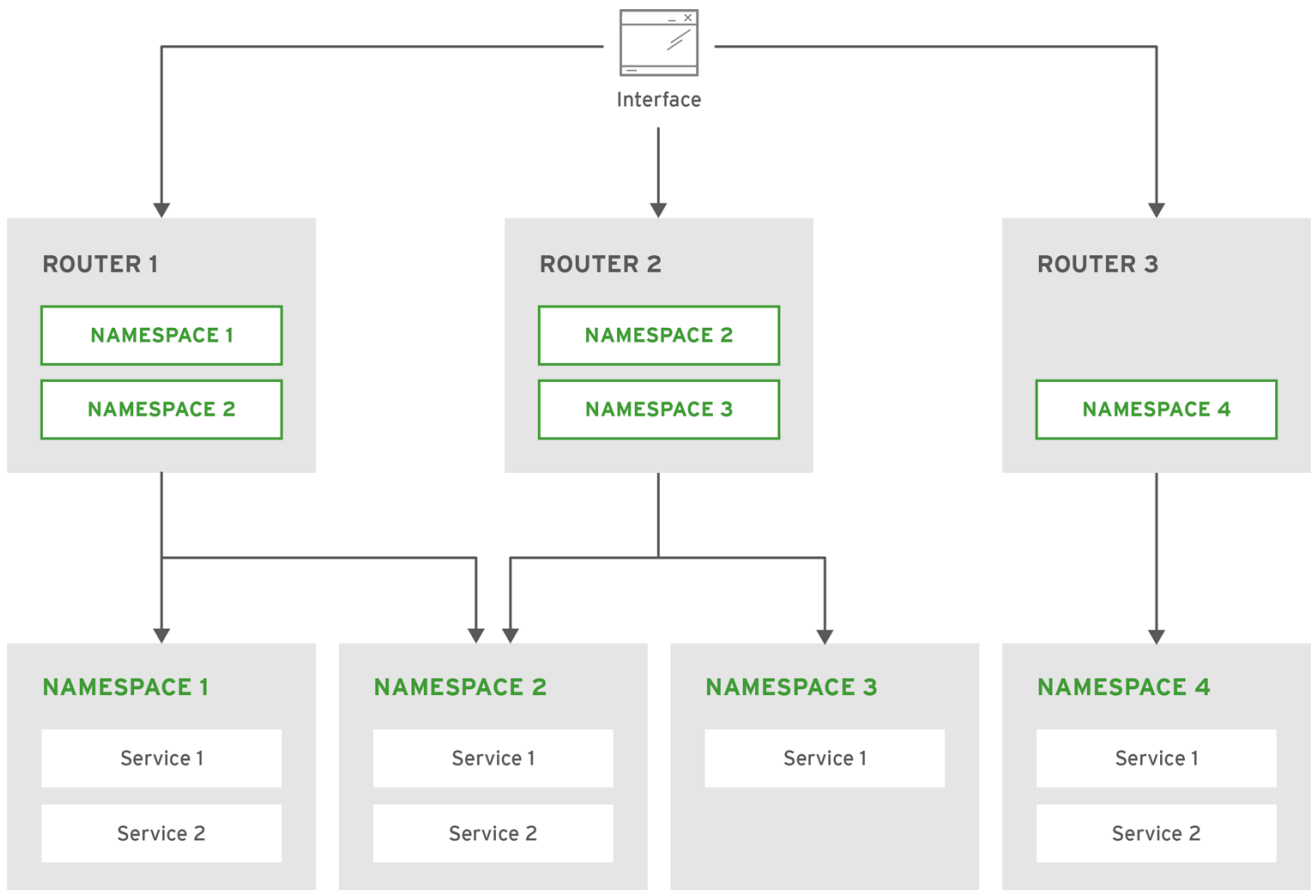 Interface
ROUTER 1
ROUTER 2
ROUTER 3
NAMESPACE 1
NAMESPACE 2
NAMESPACE 2
NAMESPACE 3
NAMESPACE 4
NAMESPACE 1
NAMESPACE 2
NAMESPACE 3
NAMESPACE 4
Service 1
Service 1
Service 1
Service 1
Service 2
Service 2
Service 2